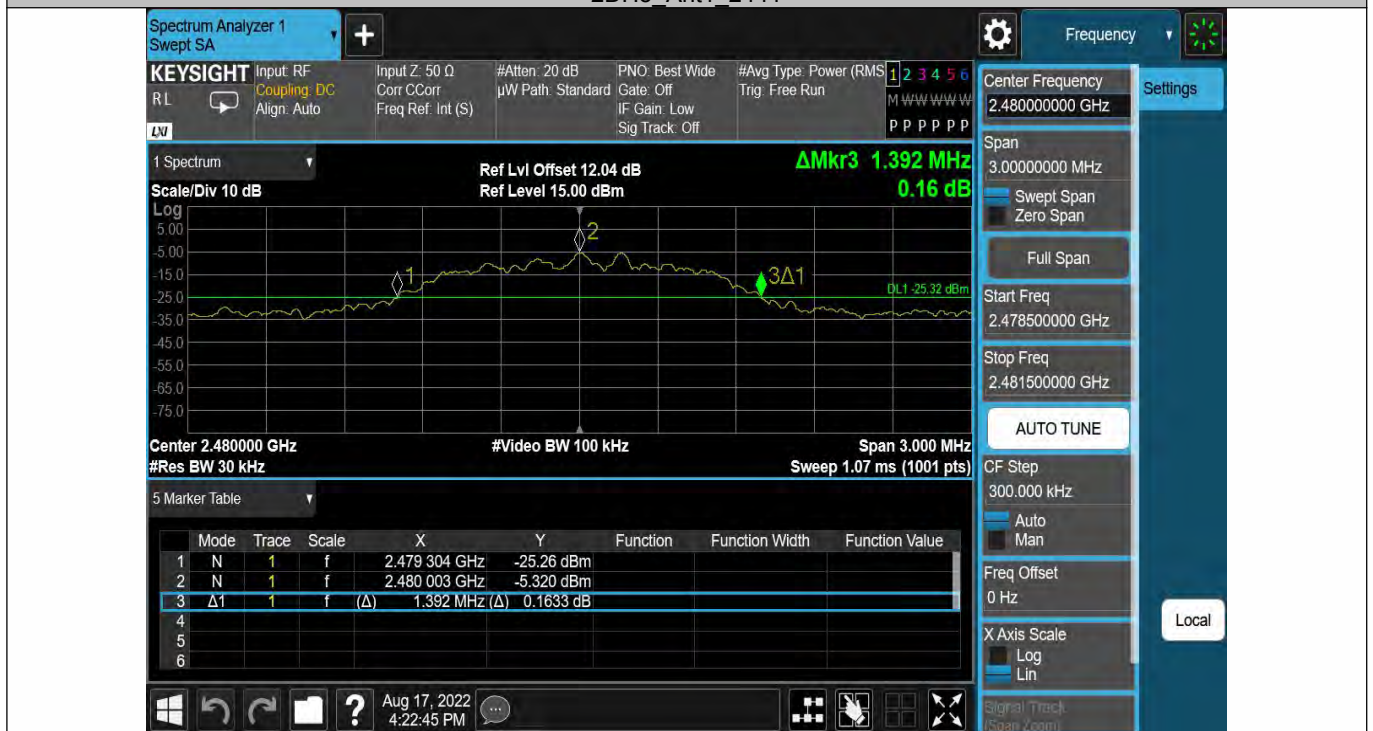 Spectrum Analyzer 1
Swept SA
+
Frequency
KEYSIGHT
RL
LXI
Input: RF
Coupling: DC
Align: Auto
Input Z: 50 Ω
Corr CCorr
Freq Ref: Int (S)
#Atten: 20 dB
µW Path: Standard
PNO: Best Wide
Gate: Off
IF Gain: Low
Sig Track: Off
#Avg Type: Power (RMS
Trig: Free Run
1 2 3 4 5 6
M W W W W W
P P P P P P
1 Spectrum
Scale/Div 10 dB
Ref Lvl Offset 12.04 dB
Ref Level 15.00 dBm
ΔMkr3 1.392 MHz
0.16 dB
Log
5.00
-5.00
-15.0
-25.0
-35.0
-45.0
-55.0
-65.0
-75.0
1
2
3Δ1
DL1 -25.32 dBm
Center 2.480000 GHz
#Video BW 100 kHz
Span 3.000 MHz
#Res BW 30 kHz
Sweep 1.07 ms (1001 pts)
5 Marker Table
Mode Trace Scale X Y Function Function Width Function Value
1 N 1 f 2.479 304 GHz -25.26 dBm
2 N 1 f 2.480 003 GHz -5.320 dBm
3 Δ1 1 f (Δ) 1.392 MHz (Δ) 0.1633 dB
4
5
6
?
Aug 17, 2022
4:22:45 PM
Center Frequency
2.480000000 GHz
Settings
Span
3.00000000 MHz
Swept Span
Zero Span
Full Span
Start Freq
2.478500000 GHz
Stop Freq
2.481500000 GHz
AUTO TUNE
CF Step
300.000 kHz
Auto
Man
Freq Offset
0 Hz
X Axis Scale
Log
Lin
Signal Track
(Span Zoom)
Local